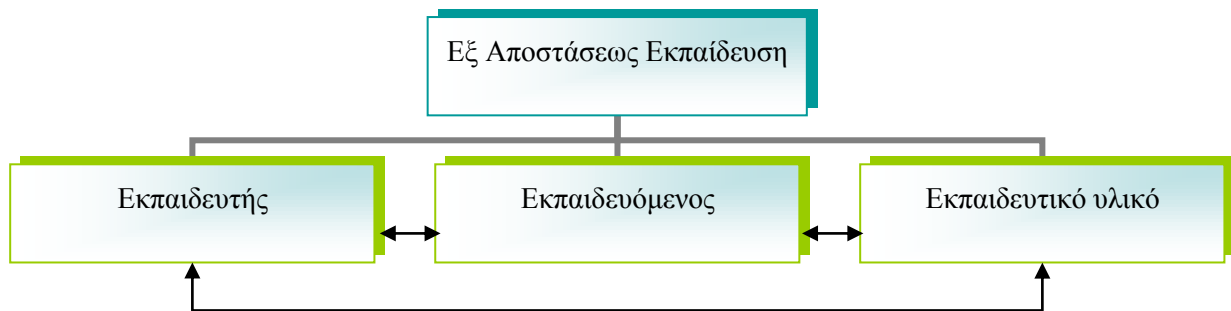 Εξ Αποστάσεως Εκπαίδευση
Εκπαιδευτής
Εκπαιδευόμενος
Εκπαιδευτικό υλικό